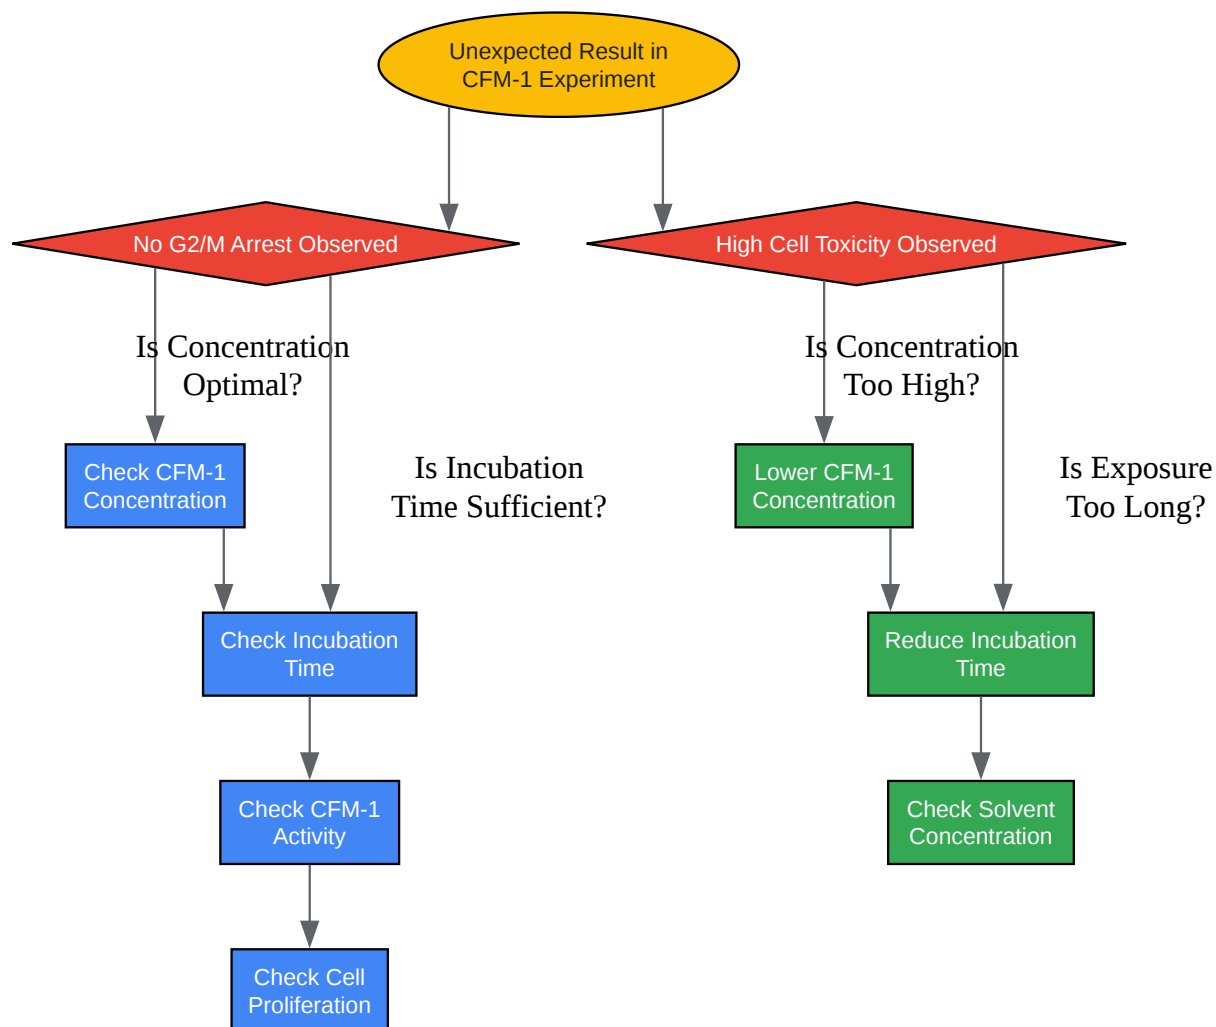 Unexpected Result in
CFM-1 Experiment
No G2/M Arrest Observed
High Cell Toxicity Observed
Is Concentration
Optimal?
Is Concentration
Too High?
Check CFM-1
Concentration
Is Incubation
Time Sufficient?
Lower CFM-1
Concentration
Is Exposure
Too Long?
Check Incubation
Time
Reduce Incubation
Time
Check CFM-1
Activity
Check Solvent
Concentration
Check Cell
Proliferation